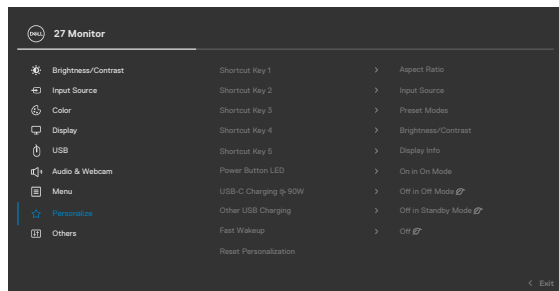 DELL 27 Monitor
Brightness/Contrast Shortcut Key 1 > Aspect Ratio
Input Source Shortcut Key 2 > Input Source
Color Shortcut Key 3 > Preset Modes
Display Shortcut Key 4 > Brightness/Contrast
USB Shortcut Key 5 > Display Info
Audio & Webcam Power Button LED > On in On Mode
Menu USB-C Charging 90W > Off in Off Mode
Personalize Other USB Charging > Off in Standby Mode
Others Fast Wakeup > Off
Reset Personalization
< Exit